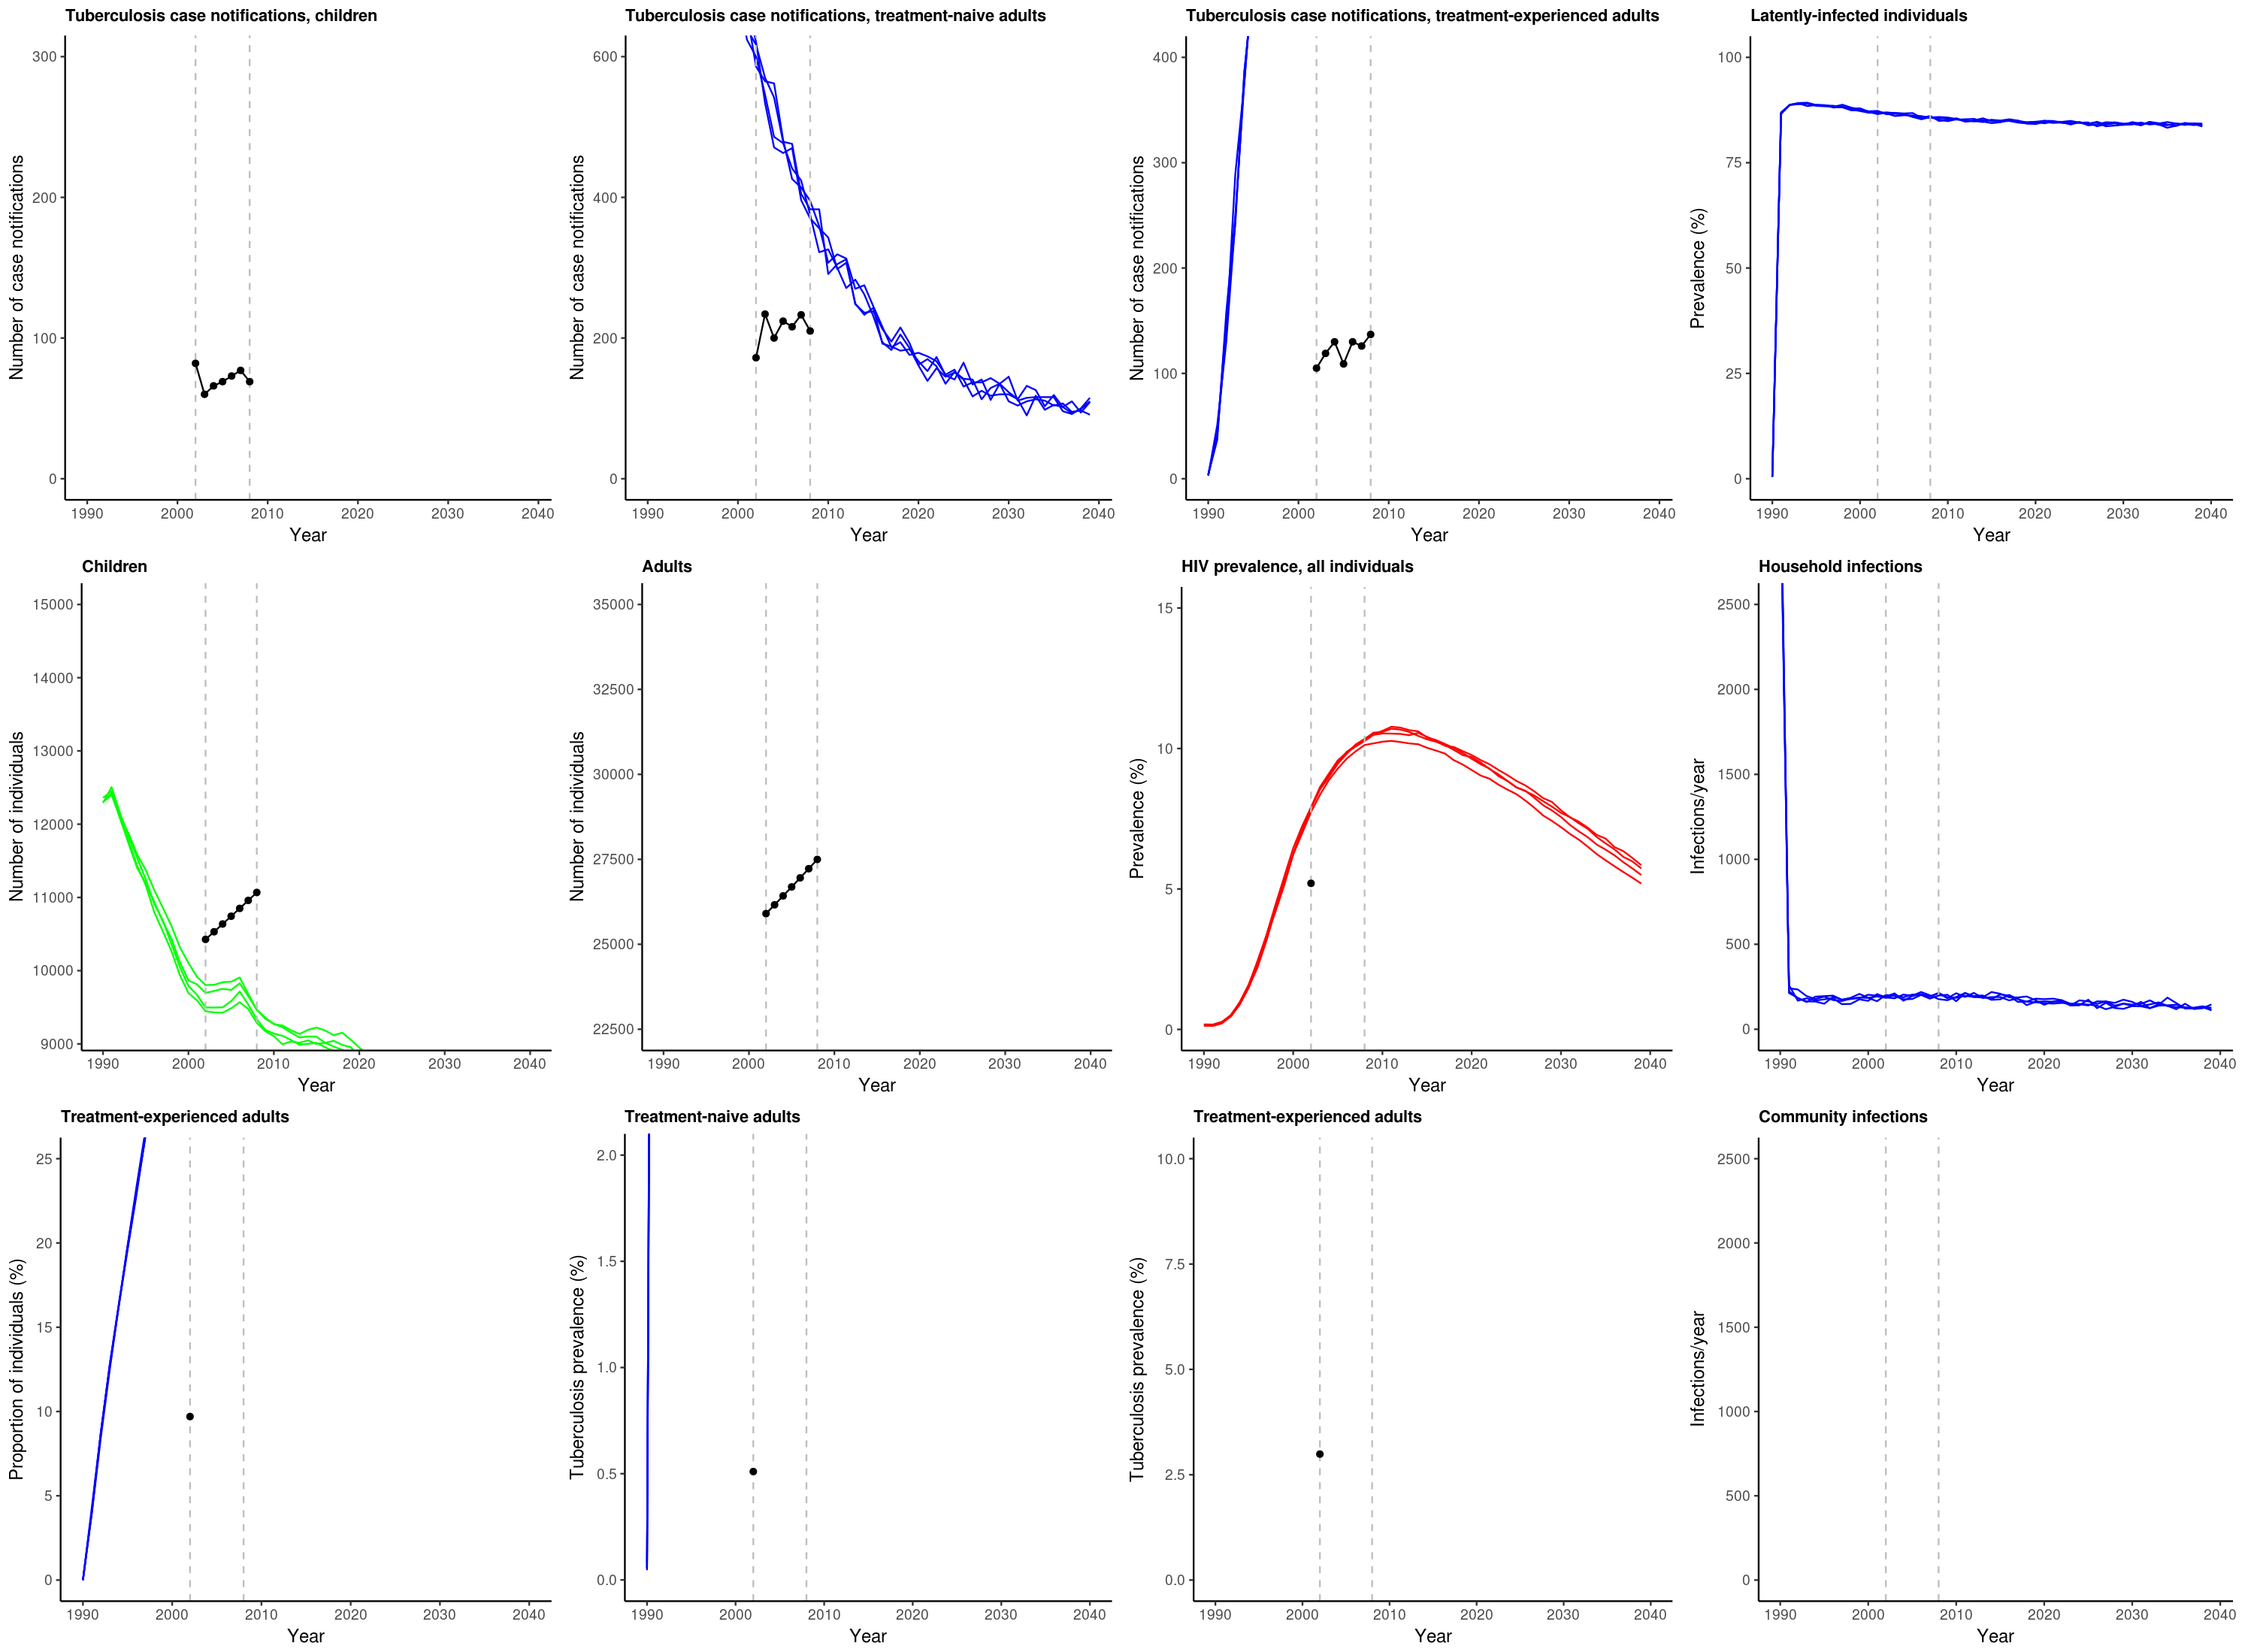 Tuberculosis case notifications, children
Number of case notifications
300
200
100
0
1990 2000 2010 2020 2030 2040
Year
Tuberculosis case notifications, treatment-naive adults
Number of case notifications
600
400
200
0
1990 2000 2010 2020 2030 2040
Year
Tuberculosis case notifications, treatment-experienced adults
Number of case notifications
400
300
200
100
0
1990 2000 2010 2020 2030 2040
Year
Latently-infected individuals
Prevalence (%)
100
75
50
25
0
1990 2000 2010 2020 2030 2040
Year
Children
Number of individuals
15000
14000
13000
12000
11000
10000
9000
1990 2000 2010 2020 2030 2040
Year
Adults
Number of individuals
35000
32500
30000
27500
25000
22500
1990 2000 2010 2020 2030 2040
Year
HIV prevalence, all individuals
Prevalence (%)
15
10
5
0
1990 2000 2010 2020 2030 2040
Year
Household infections
Infections/year
2500
2000
1500
1000
500
0
1990 2000 2010 2020 2030 2040
Year
Treatment-experienced adults
Proportion of individuals (%)
25
20
15
10
5
0
1990 2000 2010 2020 2030 2040
Year
Treatment-naive adults
Tuberculosis prevalence (%)
2.0
1.5
1.0
0.5
0.0
1990 2000 2010 2020 2030 2040
Year
Treatment-experienced adults
Tuberculosis prevalence (%)
10.0
7.5
5.0
2.5
0.0
1990 2000 2010 2020 2030 2040
Year
Community infections
Infections/year
2500
2000
1500
1000
500
0
1990 2000 2010 2020 2030 2040
Year